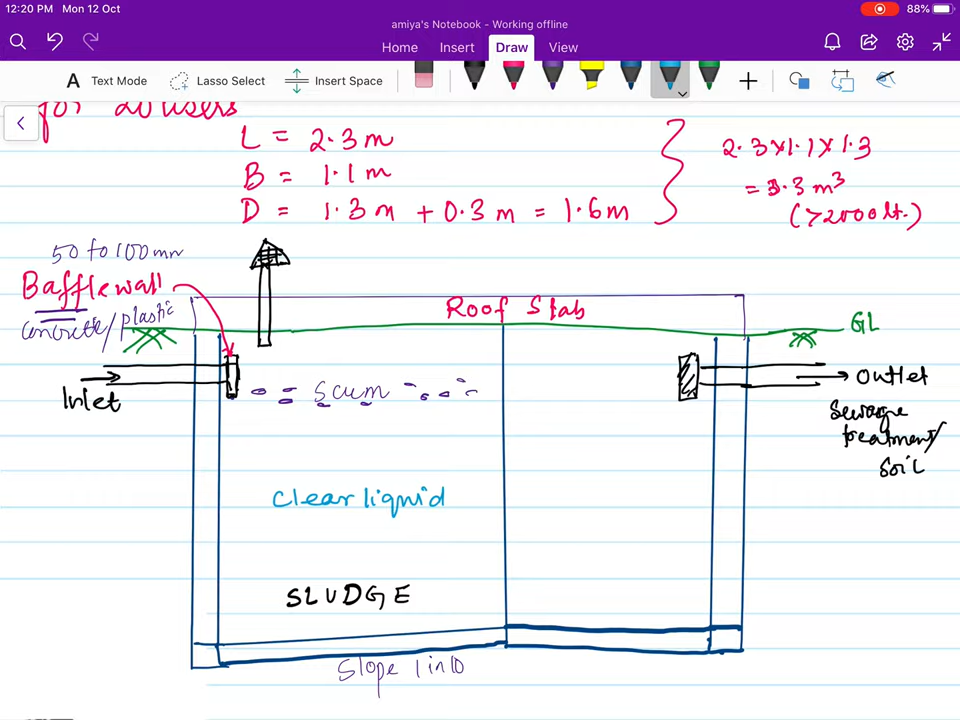 12:20 PM Mon 12 Oct
88%
amiya's Notebook - Working offline
Home Insert Draw View
Text Mode Lasso Select Insert Space
for 20 users
L = 2.3 m
B = 1.1 m
D = 1.3 m + 0.3 m = 1.6 m
2.3 x 1.1 x 1.3
= 3.3 m³
(>2000 lt.)
50 to 100 mm
Bafflewall
Concrete/plastic
Roof Slab
GL
Inlet
Scum
Outlet
Sewage
treatment/
Soil
Clear liquid
SLUDGE
Slope 1 in 10